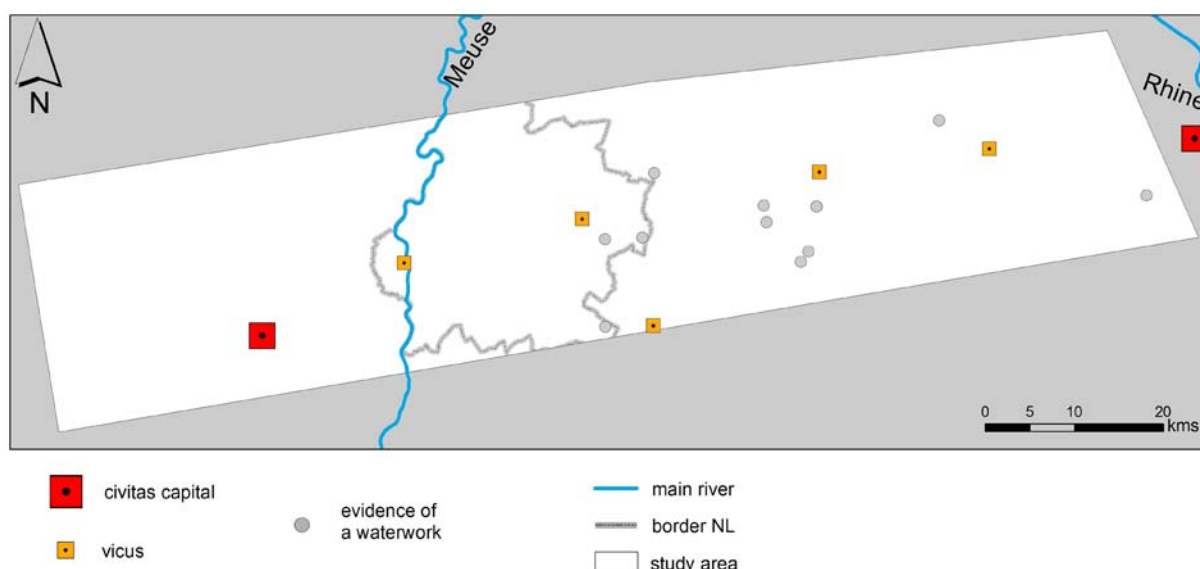 Meuse
Rhine
N
0 5 10 20
kms
civitas capital
vicus
evidence of
a waterwork
main river
border NL
study area